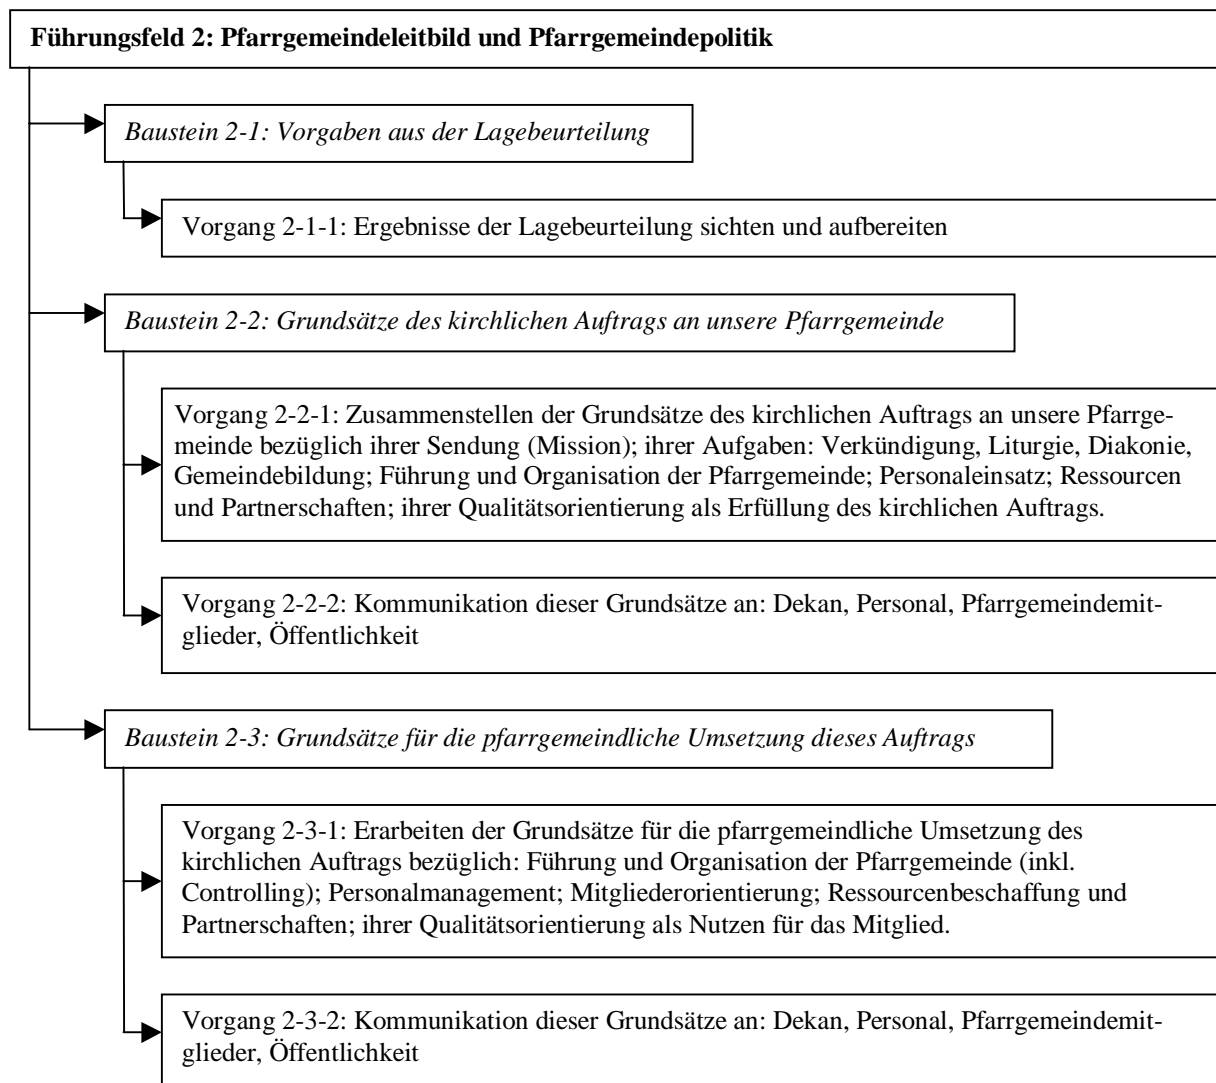 Führungsfeld 2: Pfarrgemeindeleitbild und Pfarrgemeindepolitik
Baustein 2-1: Vorgaben aus der Lagebeurteilung
Vorgang 2-1-1: Ergebnisse der Lagebeurteilung sichten und aufbereiten
Baustein 2-2: Grundsätze des kirchlichen Auftrags an unsere Pfarrgemeinde
Vorgang 2-2-1: Zusammenstellen der Grundsätze des kirchlichen Auftrags an unsere Pfarrge-
meinde bezüglich ihrer Sendung (Mission); ihrer Aufgaben: Verkündigung, Liturgie, Diakonie,
Gemeindebildung; Führung und Organisation der Pfarrgemeinde; Personaleinsatz; Ressourcen
und Partnerschaften; ihrer Qualitätsorientierung als Erfüllung des kirchlichen Auftrags.
Vorgang 2-2-2: Kommunikation dieser Grundsätze an: Dekan, Personal, Pfarrgemeindemit-
glieder, Öffentlichkeit
Baustein 2-3: Grundsätze für die pfarrgemeindliche Umsetzung dieses Auftrags
Vorgang 2-3-1: Erarbeiten der Grundsätze für die pfarrgemeindliche Umsetzung des
kirchlichen Auftrags bezüglich: Führung und Organisation der Pfarrgemeinde (inkl.
Controlling); Personalmanagement; Mitgliederorientierung; Ressourcenbeschaffung und
Partnerschaften; ihrer Qualitätsorientierung als Nutzen für das Mitglied.
Vorgang 2-3-2: Kommunikation dieser Grundsätze an: Dekan, Personal, Pfarrgemeindemit-
glieder, Öffentlichkeit